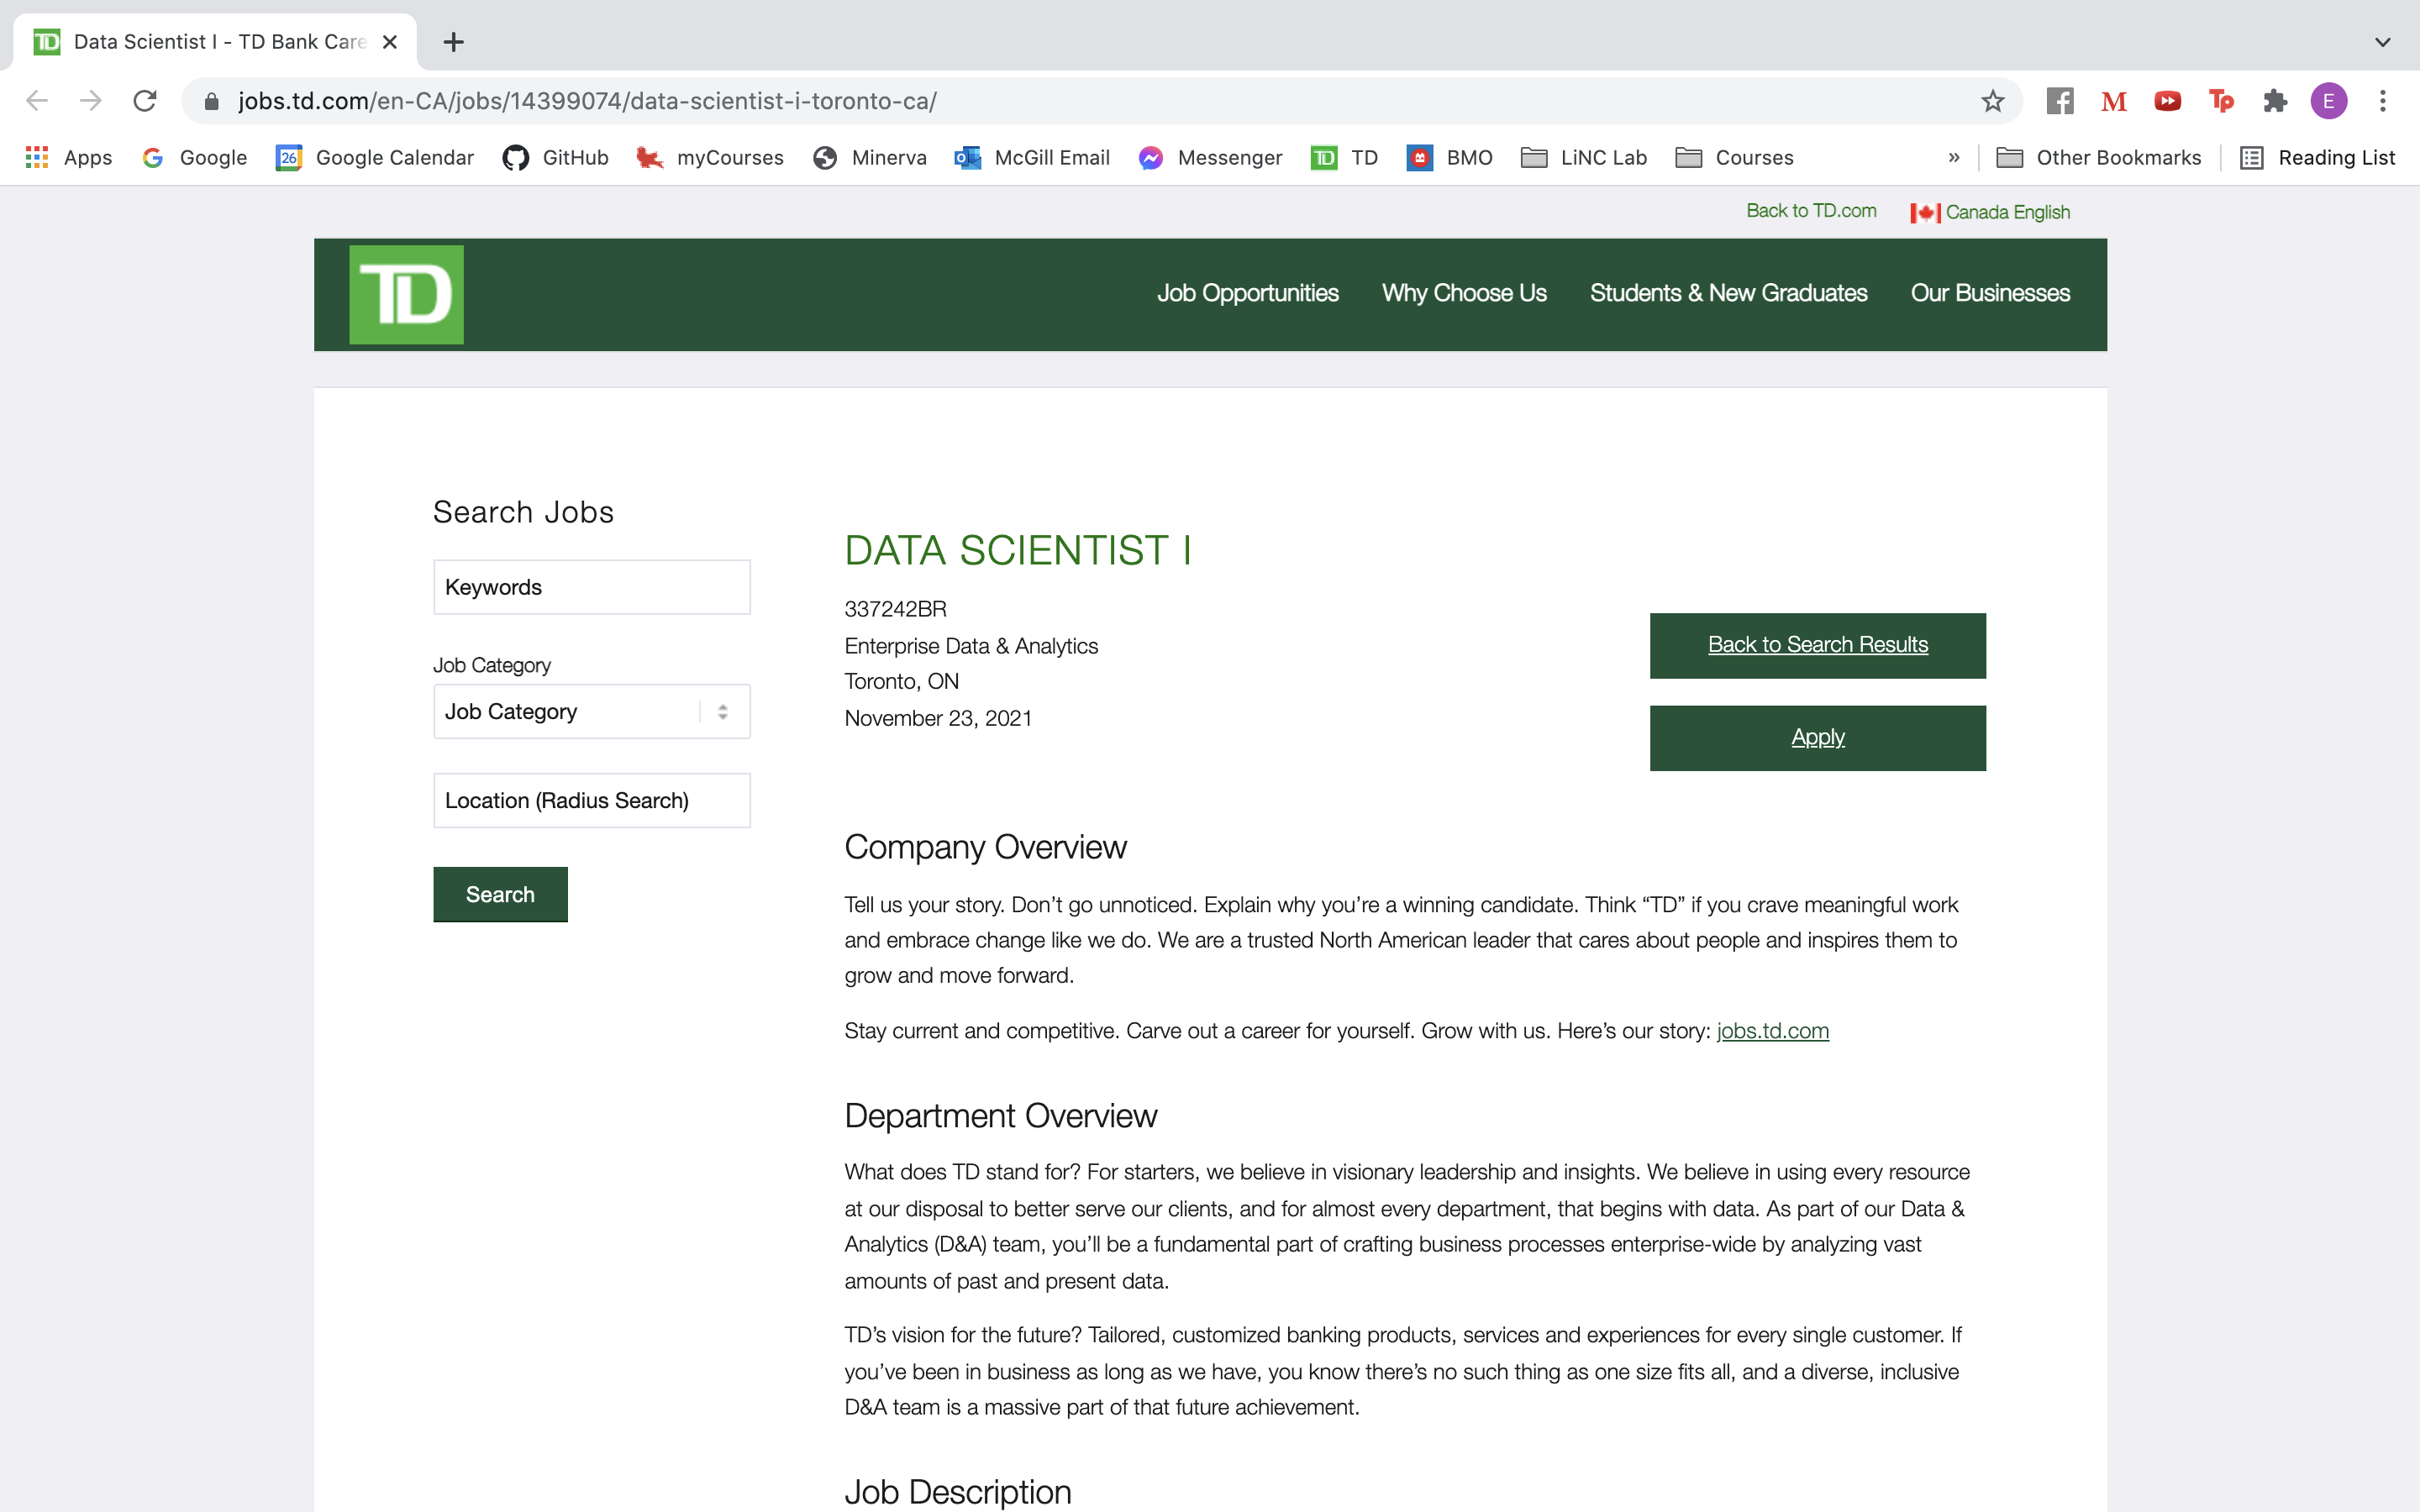 TD Data Scientist I - TD Bank Care
jobs.td.com/en-CA/jobs/14399074/data-scientist-i-toronto-ca/
M Tp E
Apps Google 26 Google Calendar GitHub myCourses Minerva McGill Email Messenger TD TD BMO LiNC Lab Courses » Other Bookmarks Reading List
Back to TD.com Canada English
TD Job Opportunities Why Choose Us Students & New Graduates Our Businesses
Search Jobs
Keywords
Job Category
Job Category
Location (Radius Search)
Search
DATA SCIENTIST I
337242BR
Enterprise Data & Analytics
Toronto, ON
November 23, 2021
Back to Search Results
Apply
Company Overview
Tell us your story. Don’t go unnoticed. Explain why you’re a winning candidate. Think “TD” if you crave meaningful work
and embrace change like we do. We are a trusted North American leader that cares about people and inspires them to
grow and move forward.
Stay current and competitive. Carve out a career for yourself. Grow with us. Here’s our story: jobs.td.com
Department Overview
What does TD stand for? For starters, we believe in visionary leadership and insights. We believe in using every resource
at our disposal to better serve our clients, and for almost every department, that begins with data. As part of our Data &
Analytics (D&A) team, you’ll be a fundamental part of crafting business processes enterprise-wide by analyzing vast
amounts of past and present data.
TD’s vision for the future? Tailored, customized banking products, services and experiences for every single customer. If
you’ve been in business as long as we have, you know there’s no such thing as one size fits all, and a diverse, inclusive
D&A team is a massive part of that future achievement.
Job Description